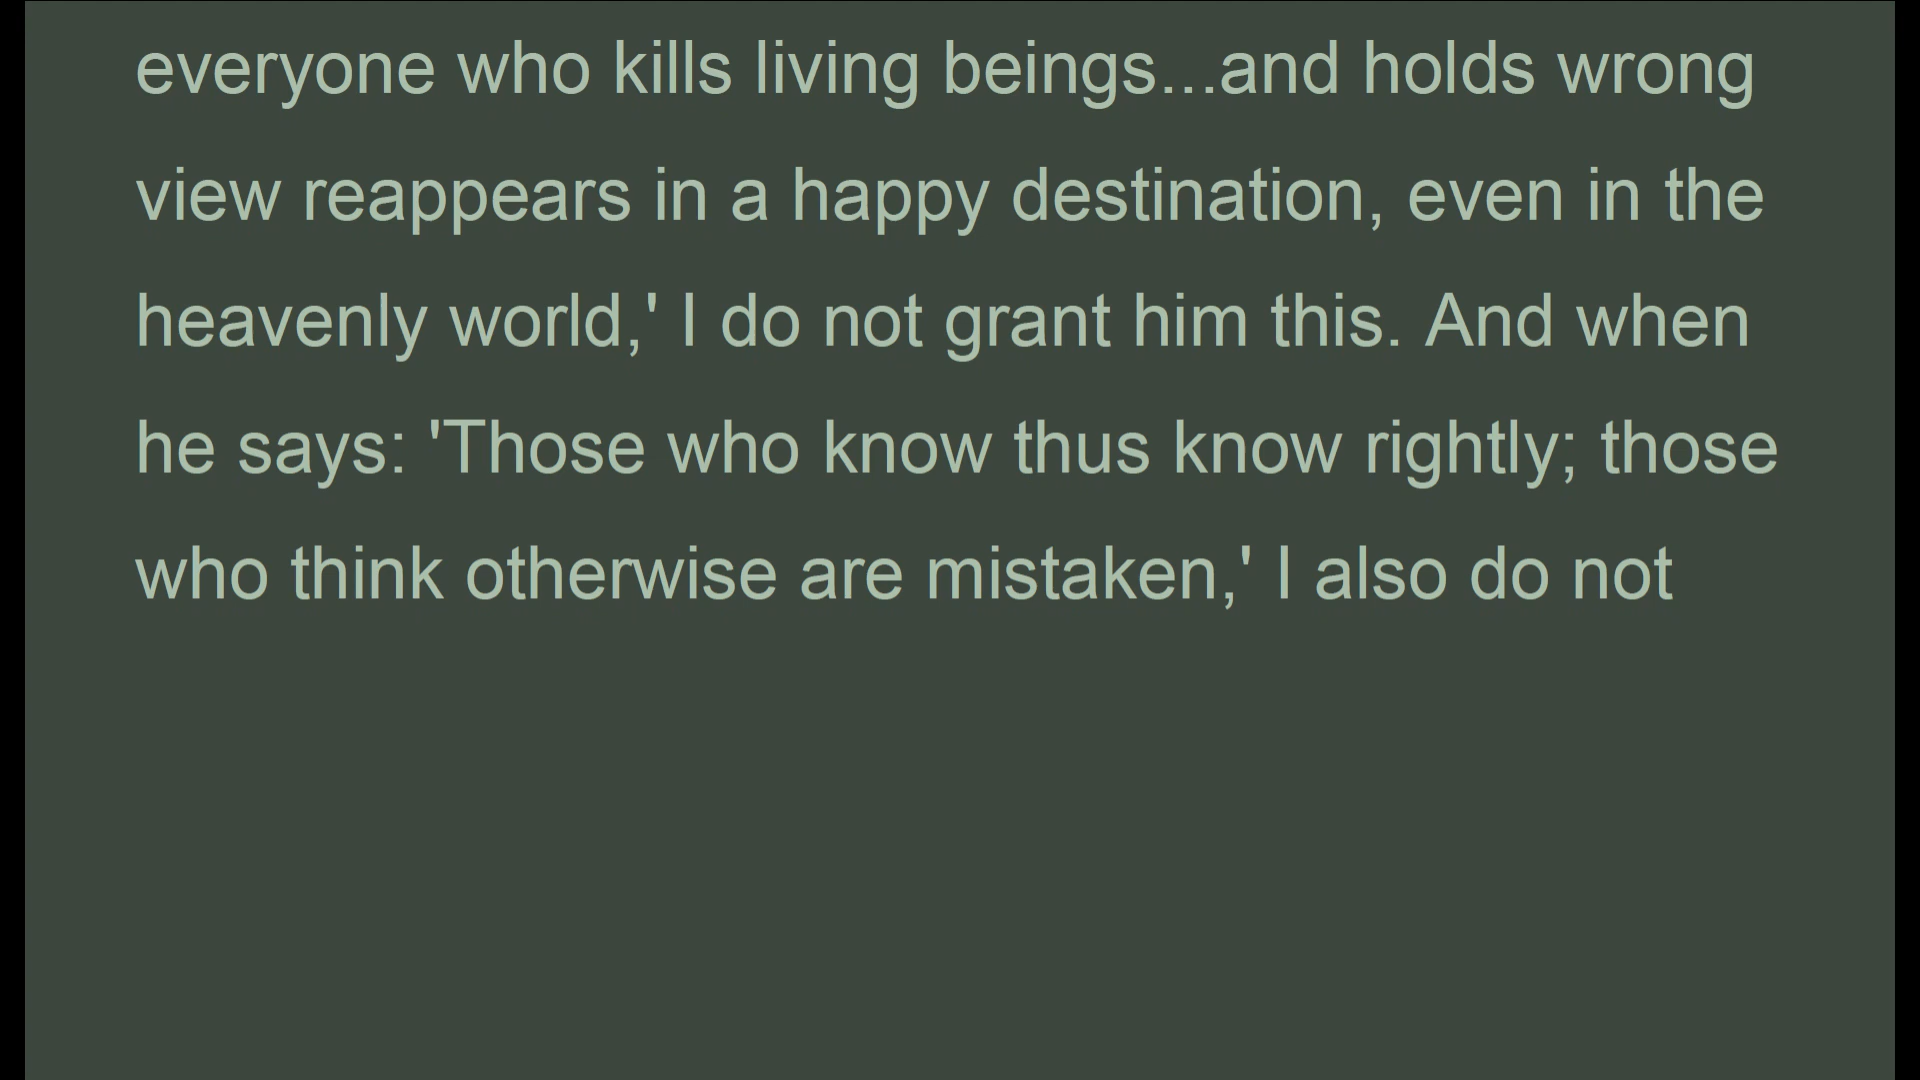 everyone who kills living beings...and holds wrong
view reappears in a happy destination, even in the
heavenly world,' I do not grant him this. And when
he says: 'Those who know thus know rightly; those
who think otherwise are mistaken,' I also do not